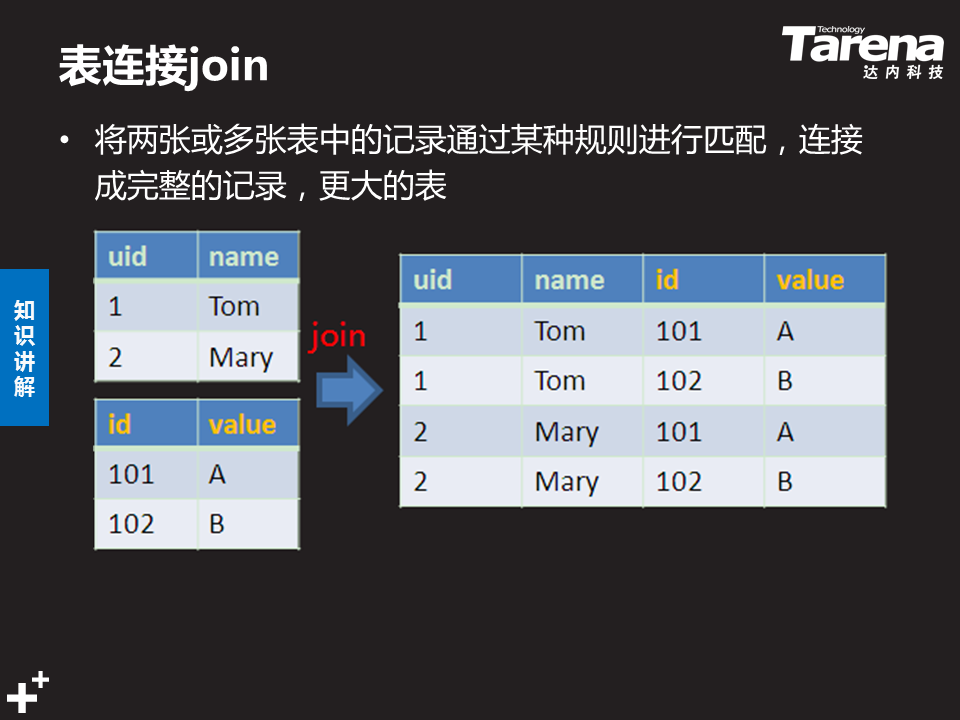 表连接join
Technology
Tarena
达内科技
• 将两张或多张表中的记录通过某种规则进行匹配，连接
成完整的记录，更大的表
知识讲解
uid name
1 Tom
2 Mary
id value
101 A
102 B
join
uid name id value
1 Tom 101 A
1 Tom 102 B
2 Mary 101 A
2 Mary 102 B